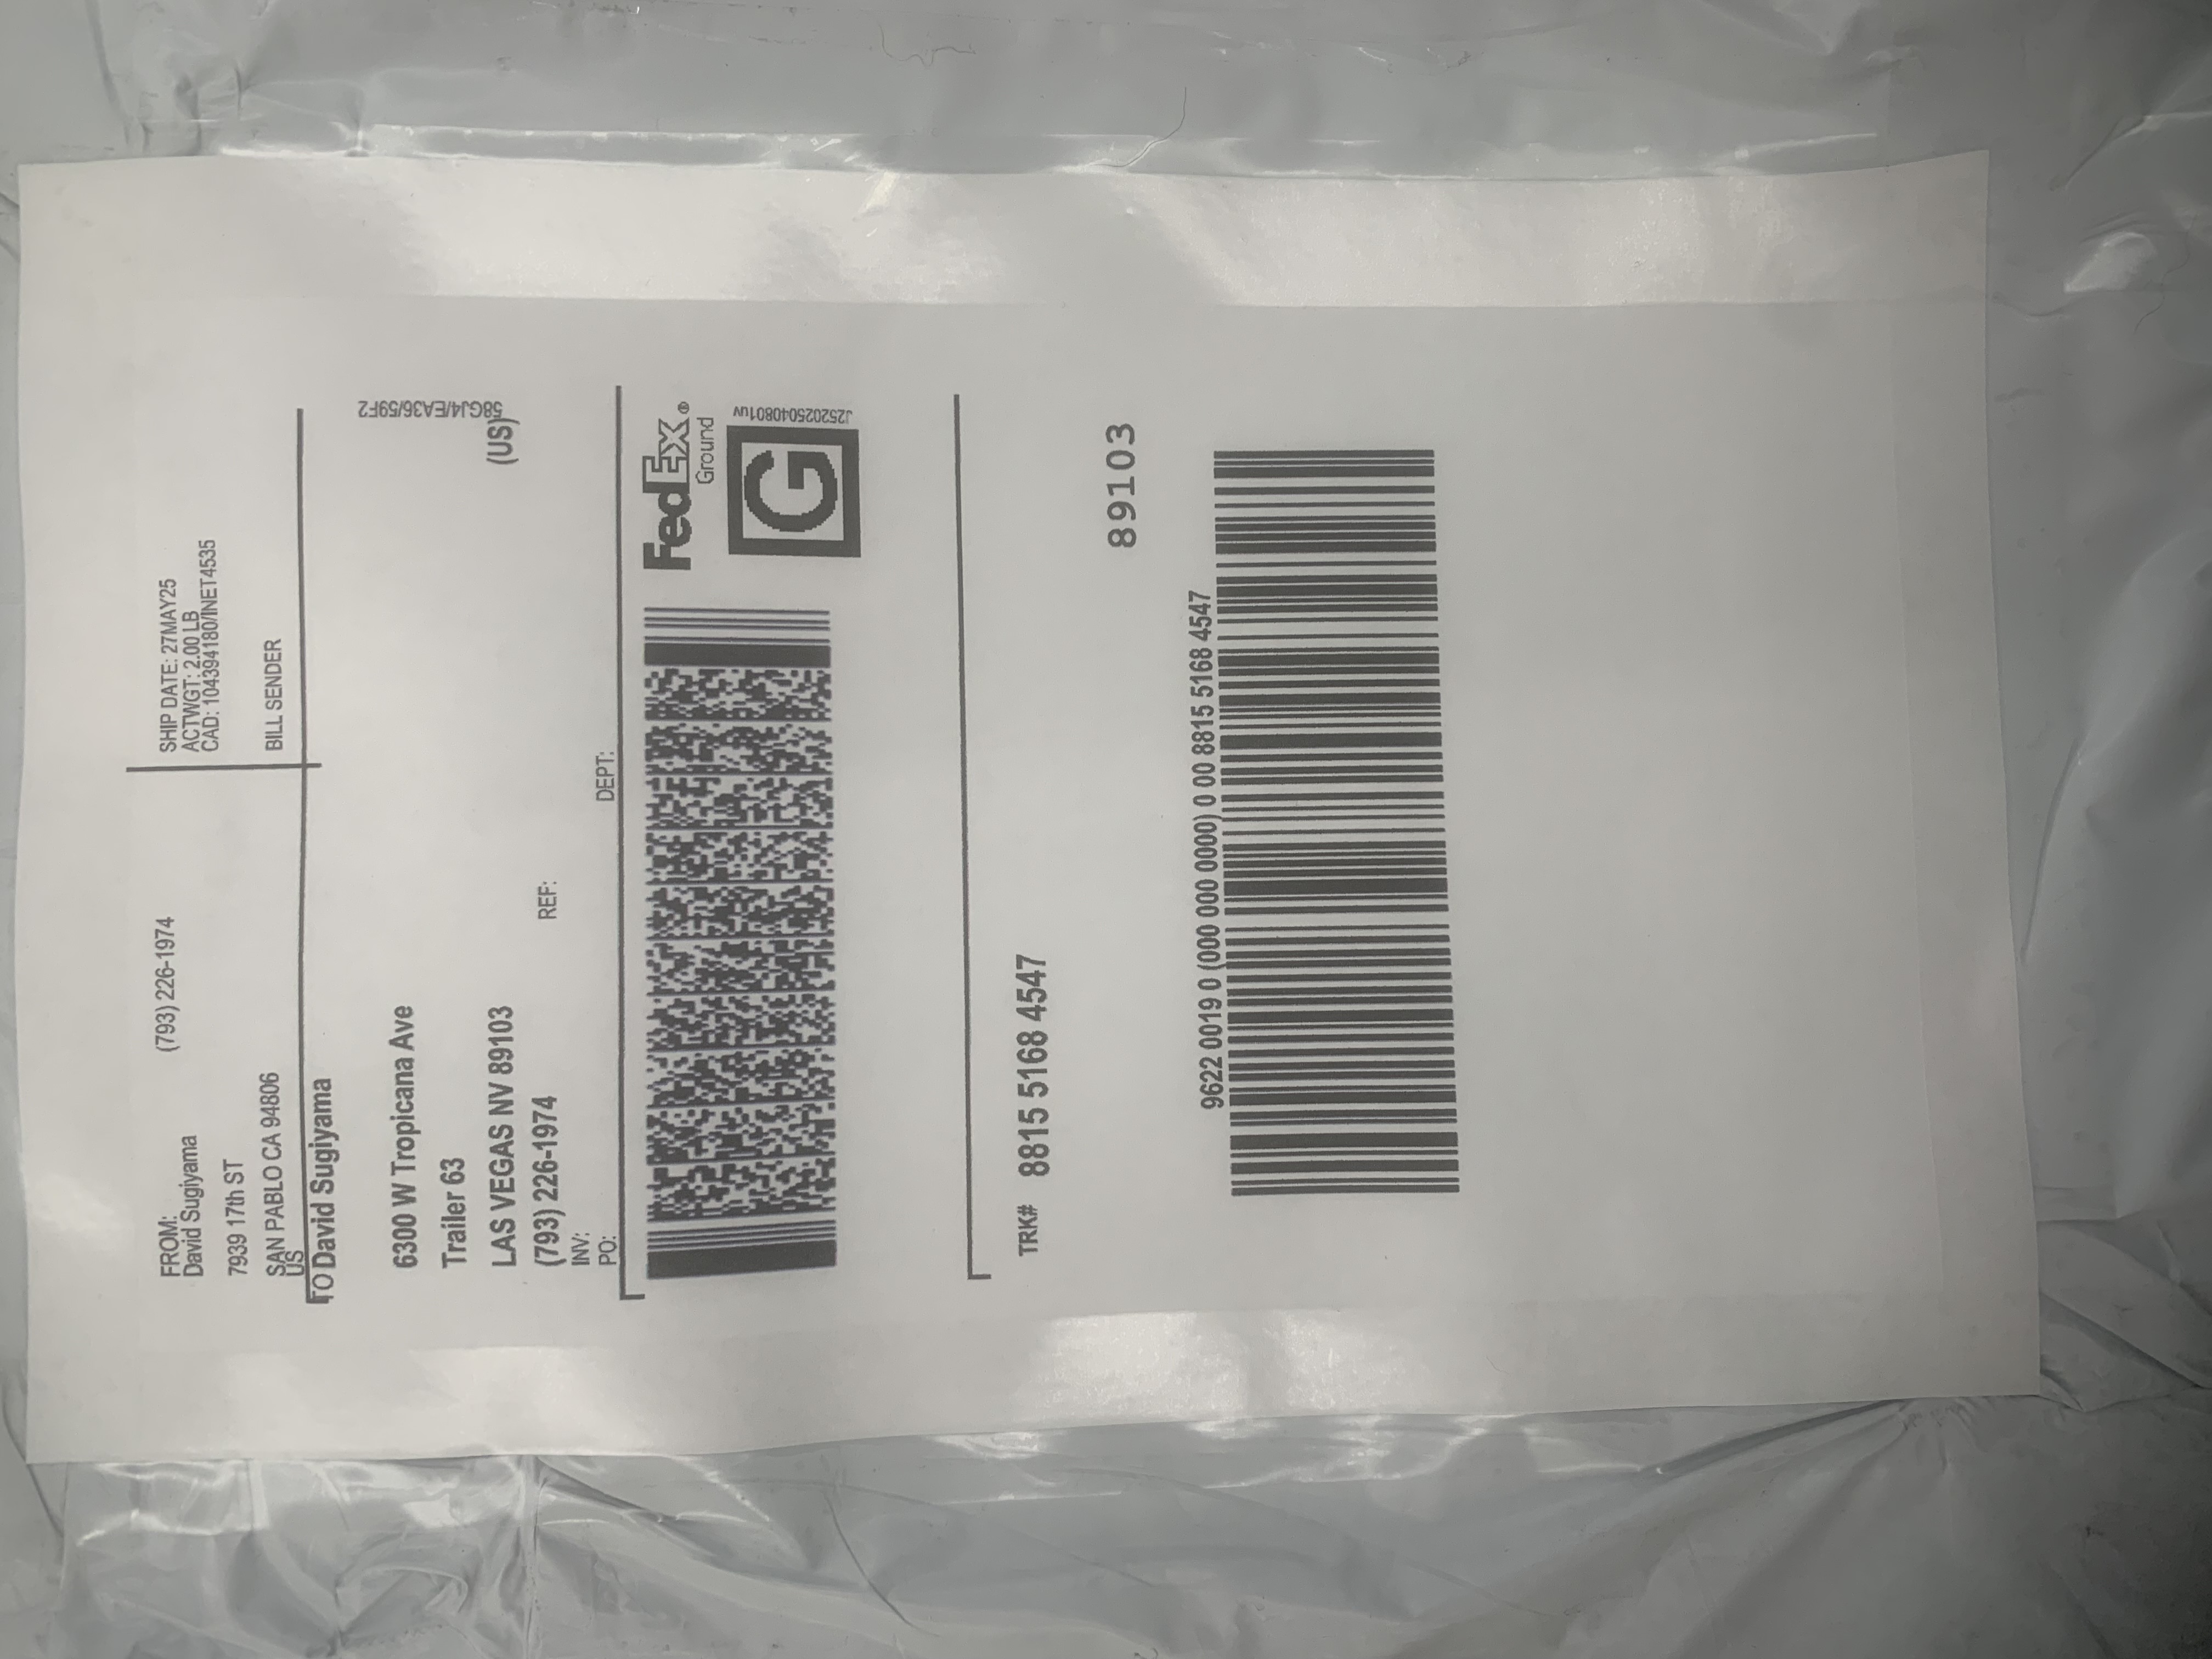 FROM: (793) 226-1974
David Sugiyama
7939 17th ST
SAN PABLO CA 94806
US
SHIP DATE: 27MAY25
ACTWGT: 2.00 LB
CAD: 104394180/INET4535
BILL SENDER
TO David Sugiyama
6300 W Tropicana Ave
Trailer 63
LAS VEGAS NV 89103
(US)
(793) 226-1974
REF:
INV:
PO:
DEPT:
58GJ4/EA36/59F2
FedEx®
Ground
G
J252025040801uv
TRK# 8815 5168 4547
89103
9622 0019 0 (000 000 0000) 0 00 8815 5168 4547